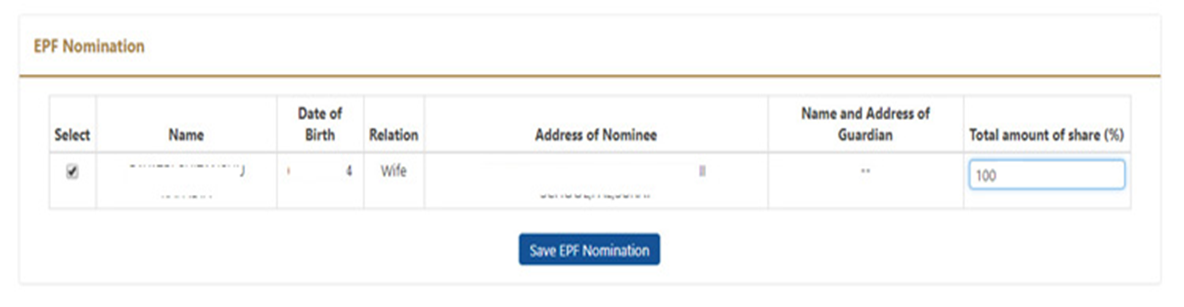 EPF Nomination
Select
Name
Date of
Birth
Relation
Address of Nominee
Name and Address of
Guardian
Total amount of share (%)
4
Wife
--
100
Save EPF Nomination